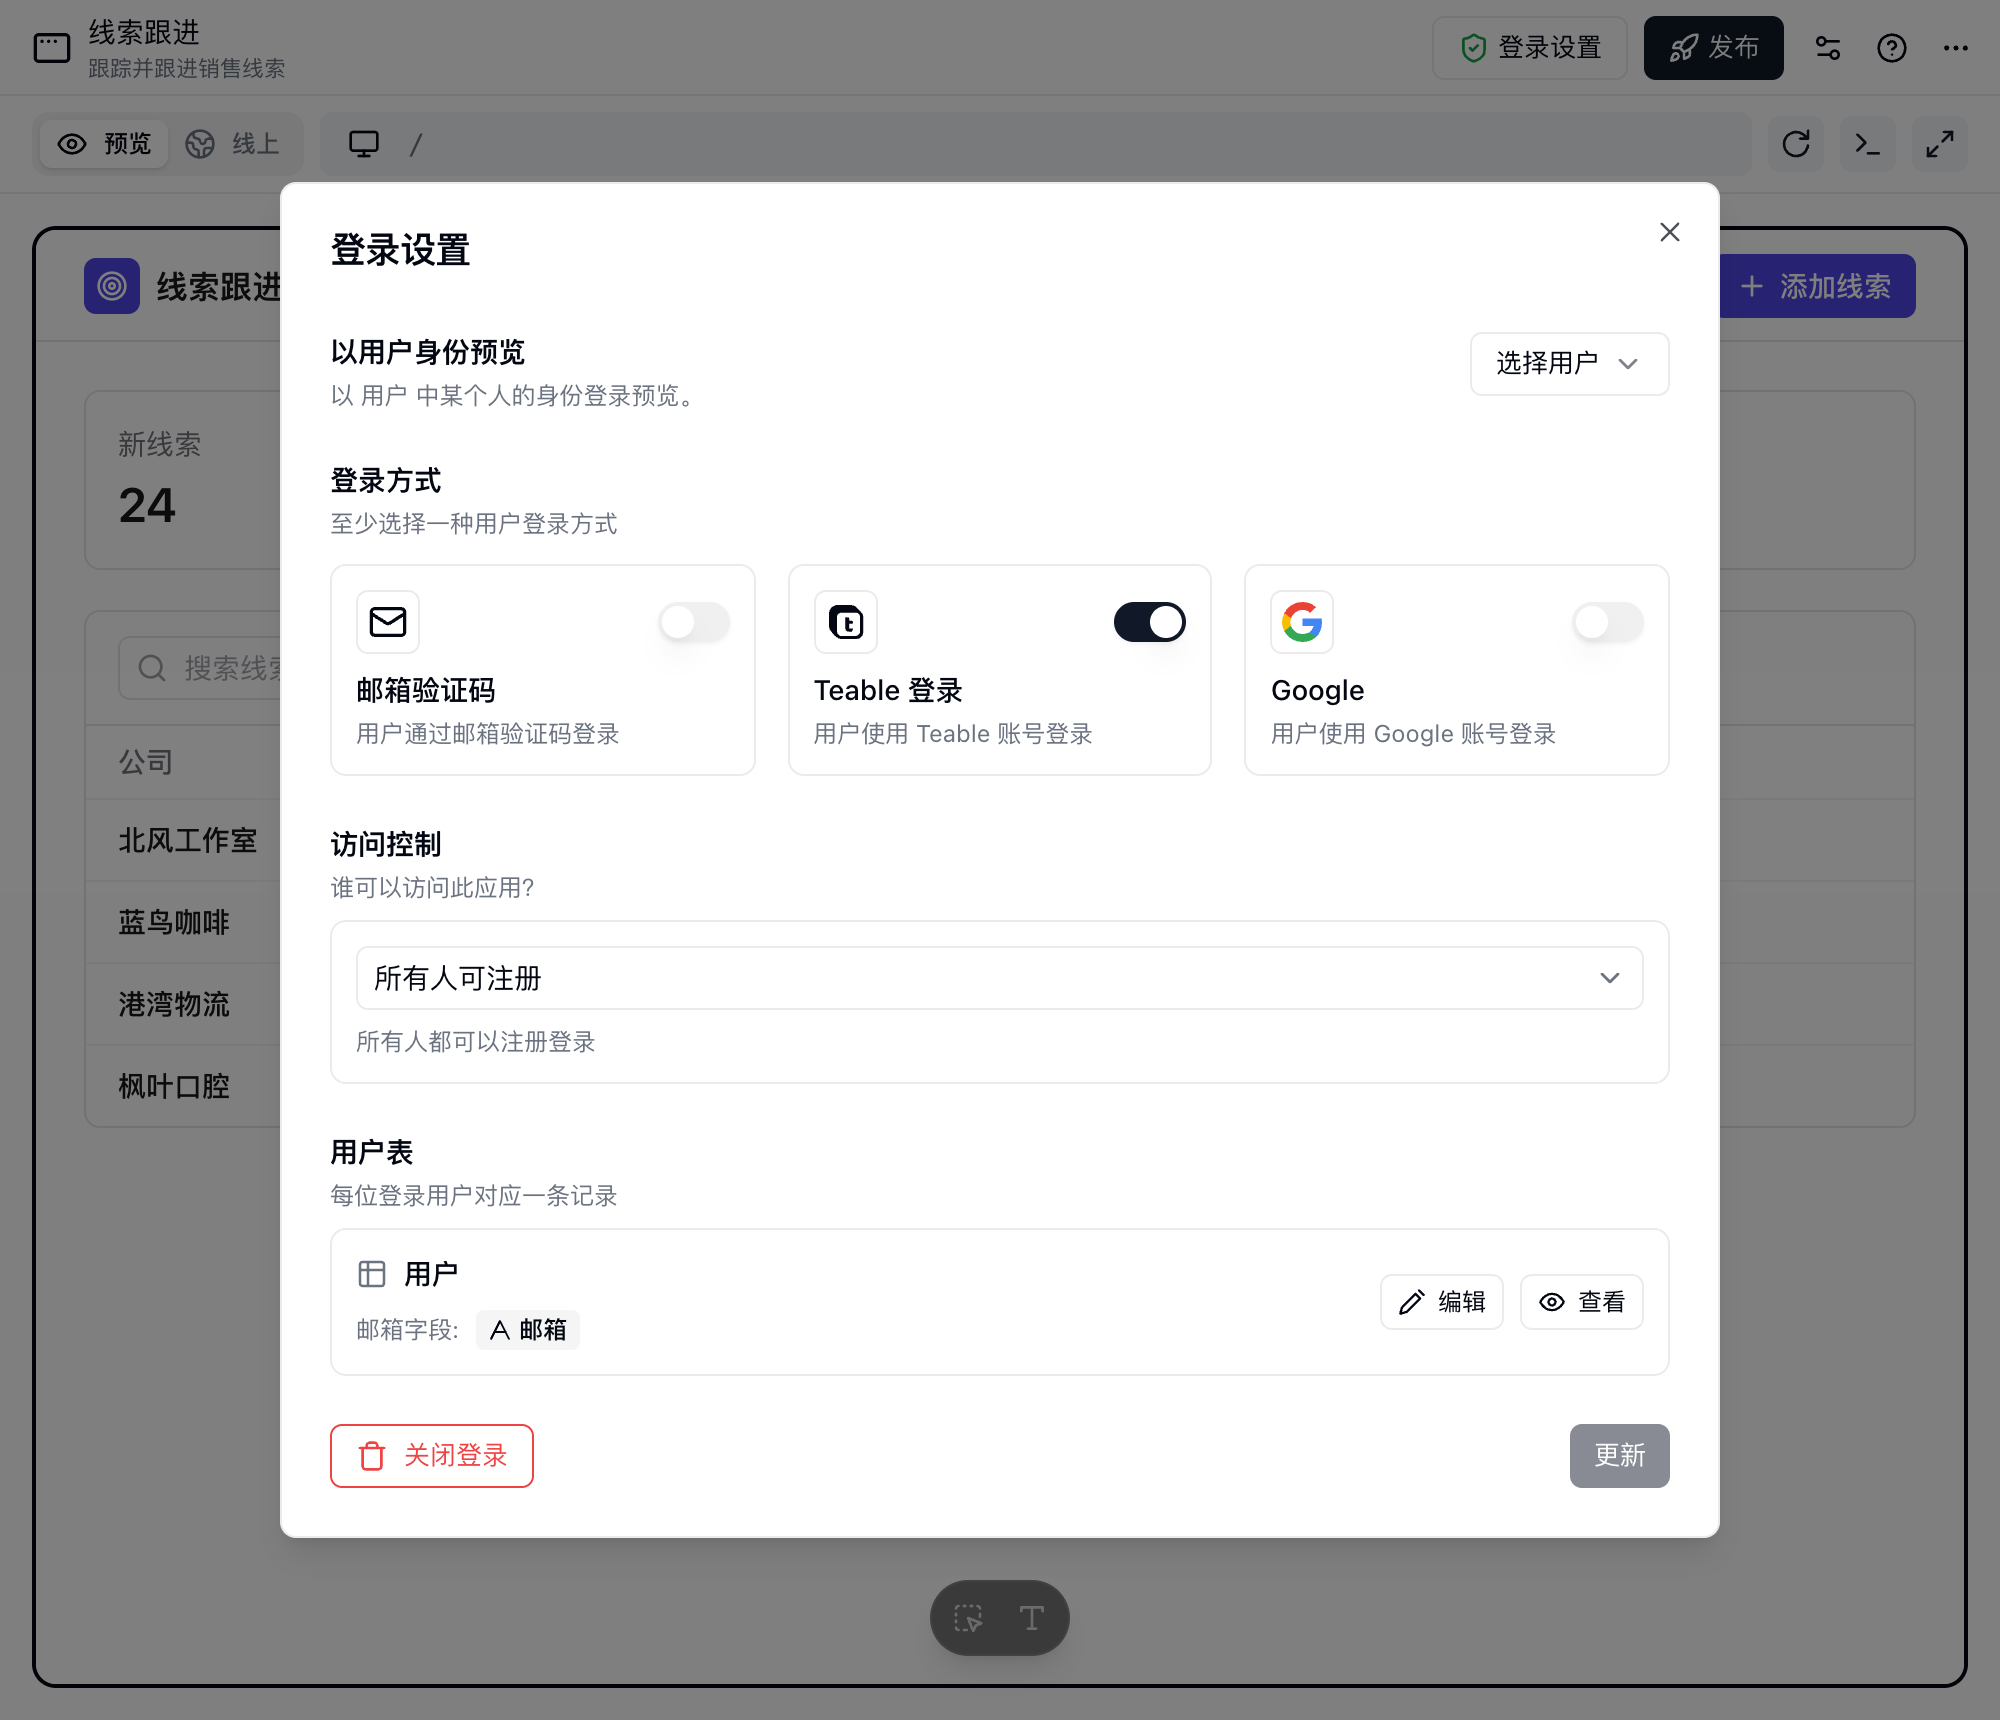 线索跟进
跟踪并跟进销售线索
登录设置
发布
预览
线上
/
线索跟进
添加线索
新线索
24
搜索线
公司
北风工作室
蓝鸟咖啡
港湾物流
枫叶口腔
登录设置
以用户身份预览
以 用户 中某个人的身份登录预览。
选择用户
登录方式
至少选择一种用户登录方式
邮箱验证码
用户通过邮箱验证码登录
Teable 登录
用户使用 Teable 账号登录
Google
用户使用 Google 账号登录
访问控制
谁可以访问此应用?
所有人可注册
所有人都可以注册登录
用户表
每位登录用户对应一条记录
用户
邮箱字段: 邮箱
编辑
查看
关闭登录
更新